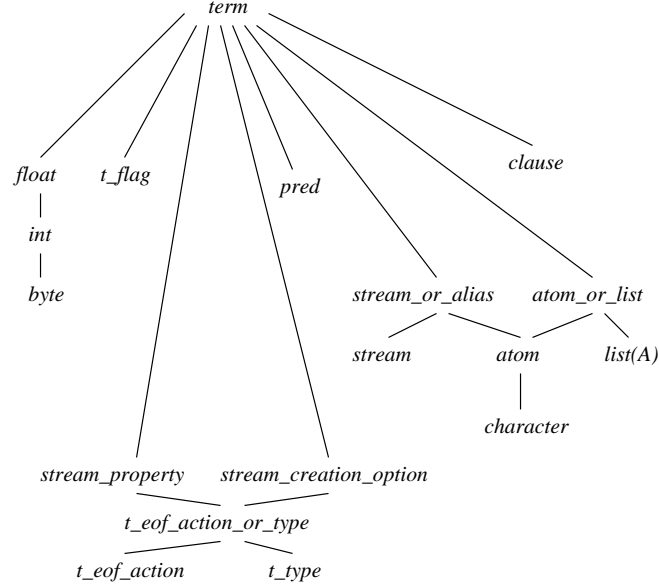 term
clause
float t_flag pred
int
byte stream_or_alias atom_or_list
stream atom list(A)
character
stream_property stream_creation_option
t_eof_action_or_type
t_eof_action t_type